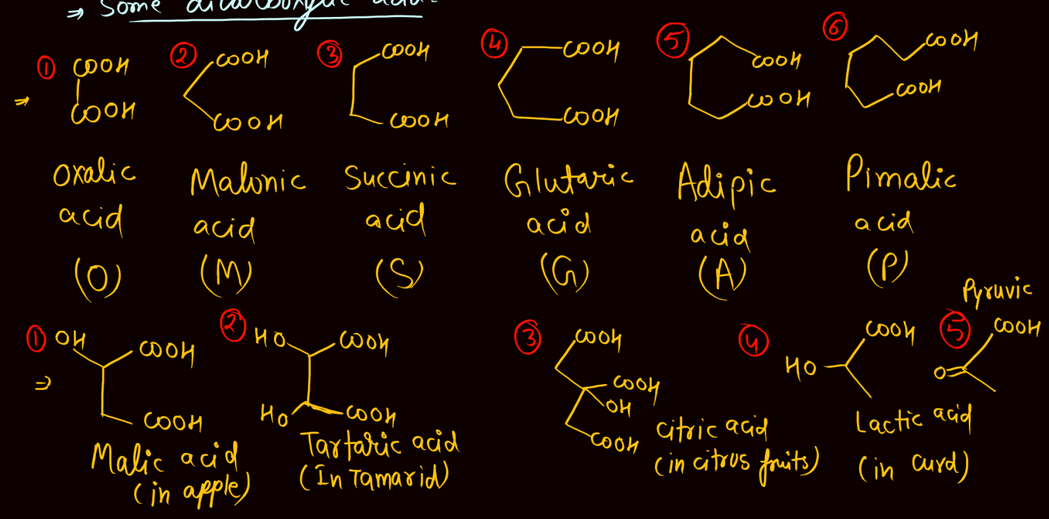 ⇒ Some dicarboxylic acid
① COOH COOH
② COOH COOH
③ COOH COOH
④ COOH COOH
⑤ COOH COOH
⑥ COOH COOH
Oxalic acid (O)
Malonic acid (M)
Succinic acid (S)
Glutaric acid (G)
Adipic acid (A)
Pimalic acid (P)
① OH COOH COOH
Malic acid
(in apple)
② HO COOH HO COOH
Tartaric acid
(In Tamarid)
③ COOH COOH OH COOH
Citric acid
(in citrus fruits)
④ COOH HO
Lactic acid
(in curd)
Pyruvic
⑤ COOH O